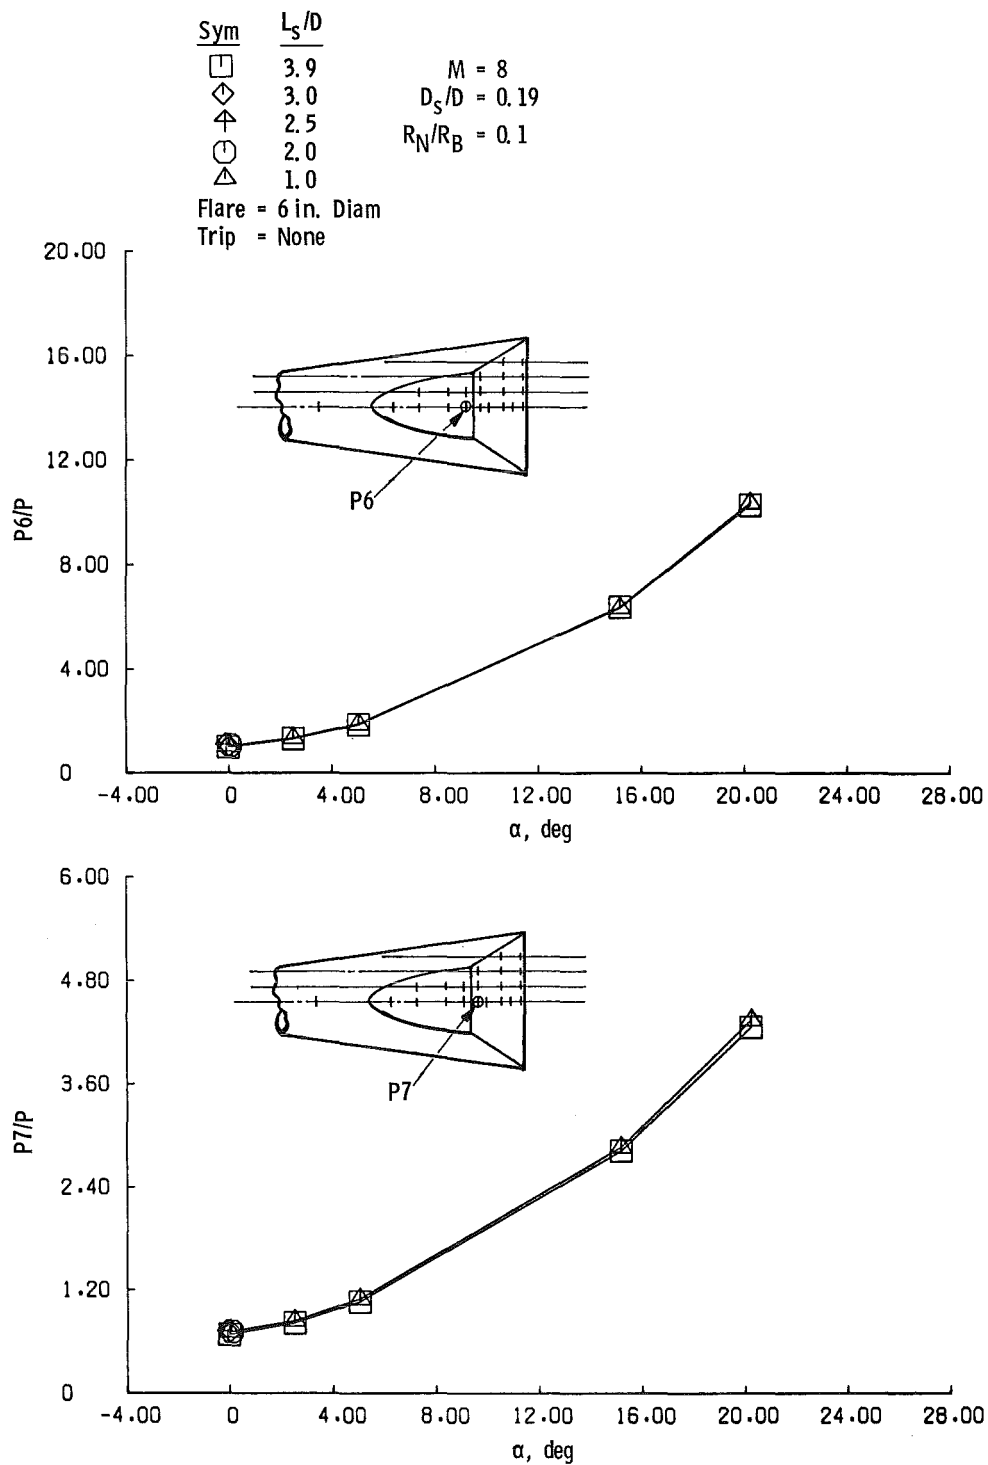 Sym Ls/D
3.9
3.0
2.5
2.0
1.0
M = 8
Ds/D = 0.19
RN/RB = 0.1
Flare = 6 in. Diam
Trip = None
20.00
16.00
12.00
8.00
4.00
0
P6/P
P6
-4.00 0 4.00 8.00 12.00 16.00 20.00 24.00 28.00
α, deg
6.00
4.80
3.60
2.40
1.20
0
P7/P
P7
-4.00 0 4.00 8.00 12.00 16.00 20.00 24.00 28.00
α, deg